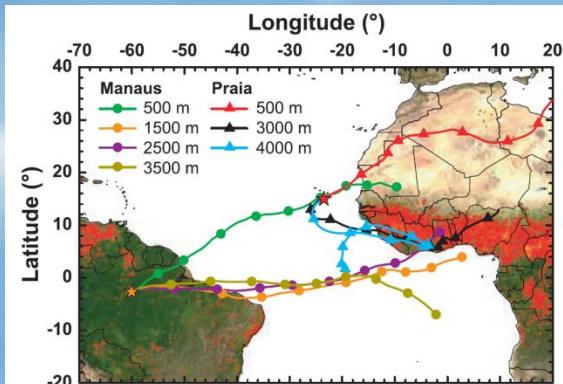 Longitude (°)
-70 -60 -50 -40 -30 -20 -10 0 10 20
Latitude (°)
40
30
20
10
0
-10
-20
Manaus Praia
500 m 500 m
1500 m 3000 m
2500 m 4000 m
3500 m